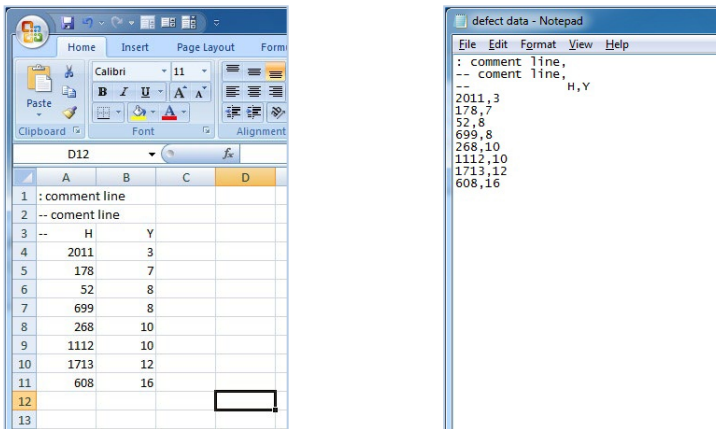 Home Insert Page Layout Form
Calibri 11
B I U A A
Paste
Clipboard Font Alignment
D12 fx
A B C D
1 : comment line
2 -- coment line
3 -- H Y
4 2011 3
5 178 7
6 52 8
7 699 8
8 268 10
9 1112 10
10 1713 12
11 608 16
12
13
defect data - Notepad
File Edit Format View Help
: comment line,
-- coment line,
-- H,Y
2011,3
178,7
52,8
699,8
268,10
1112,10
1713,12
608,16